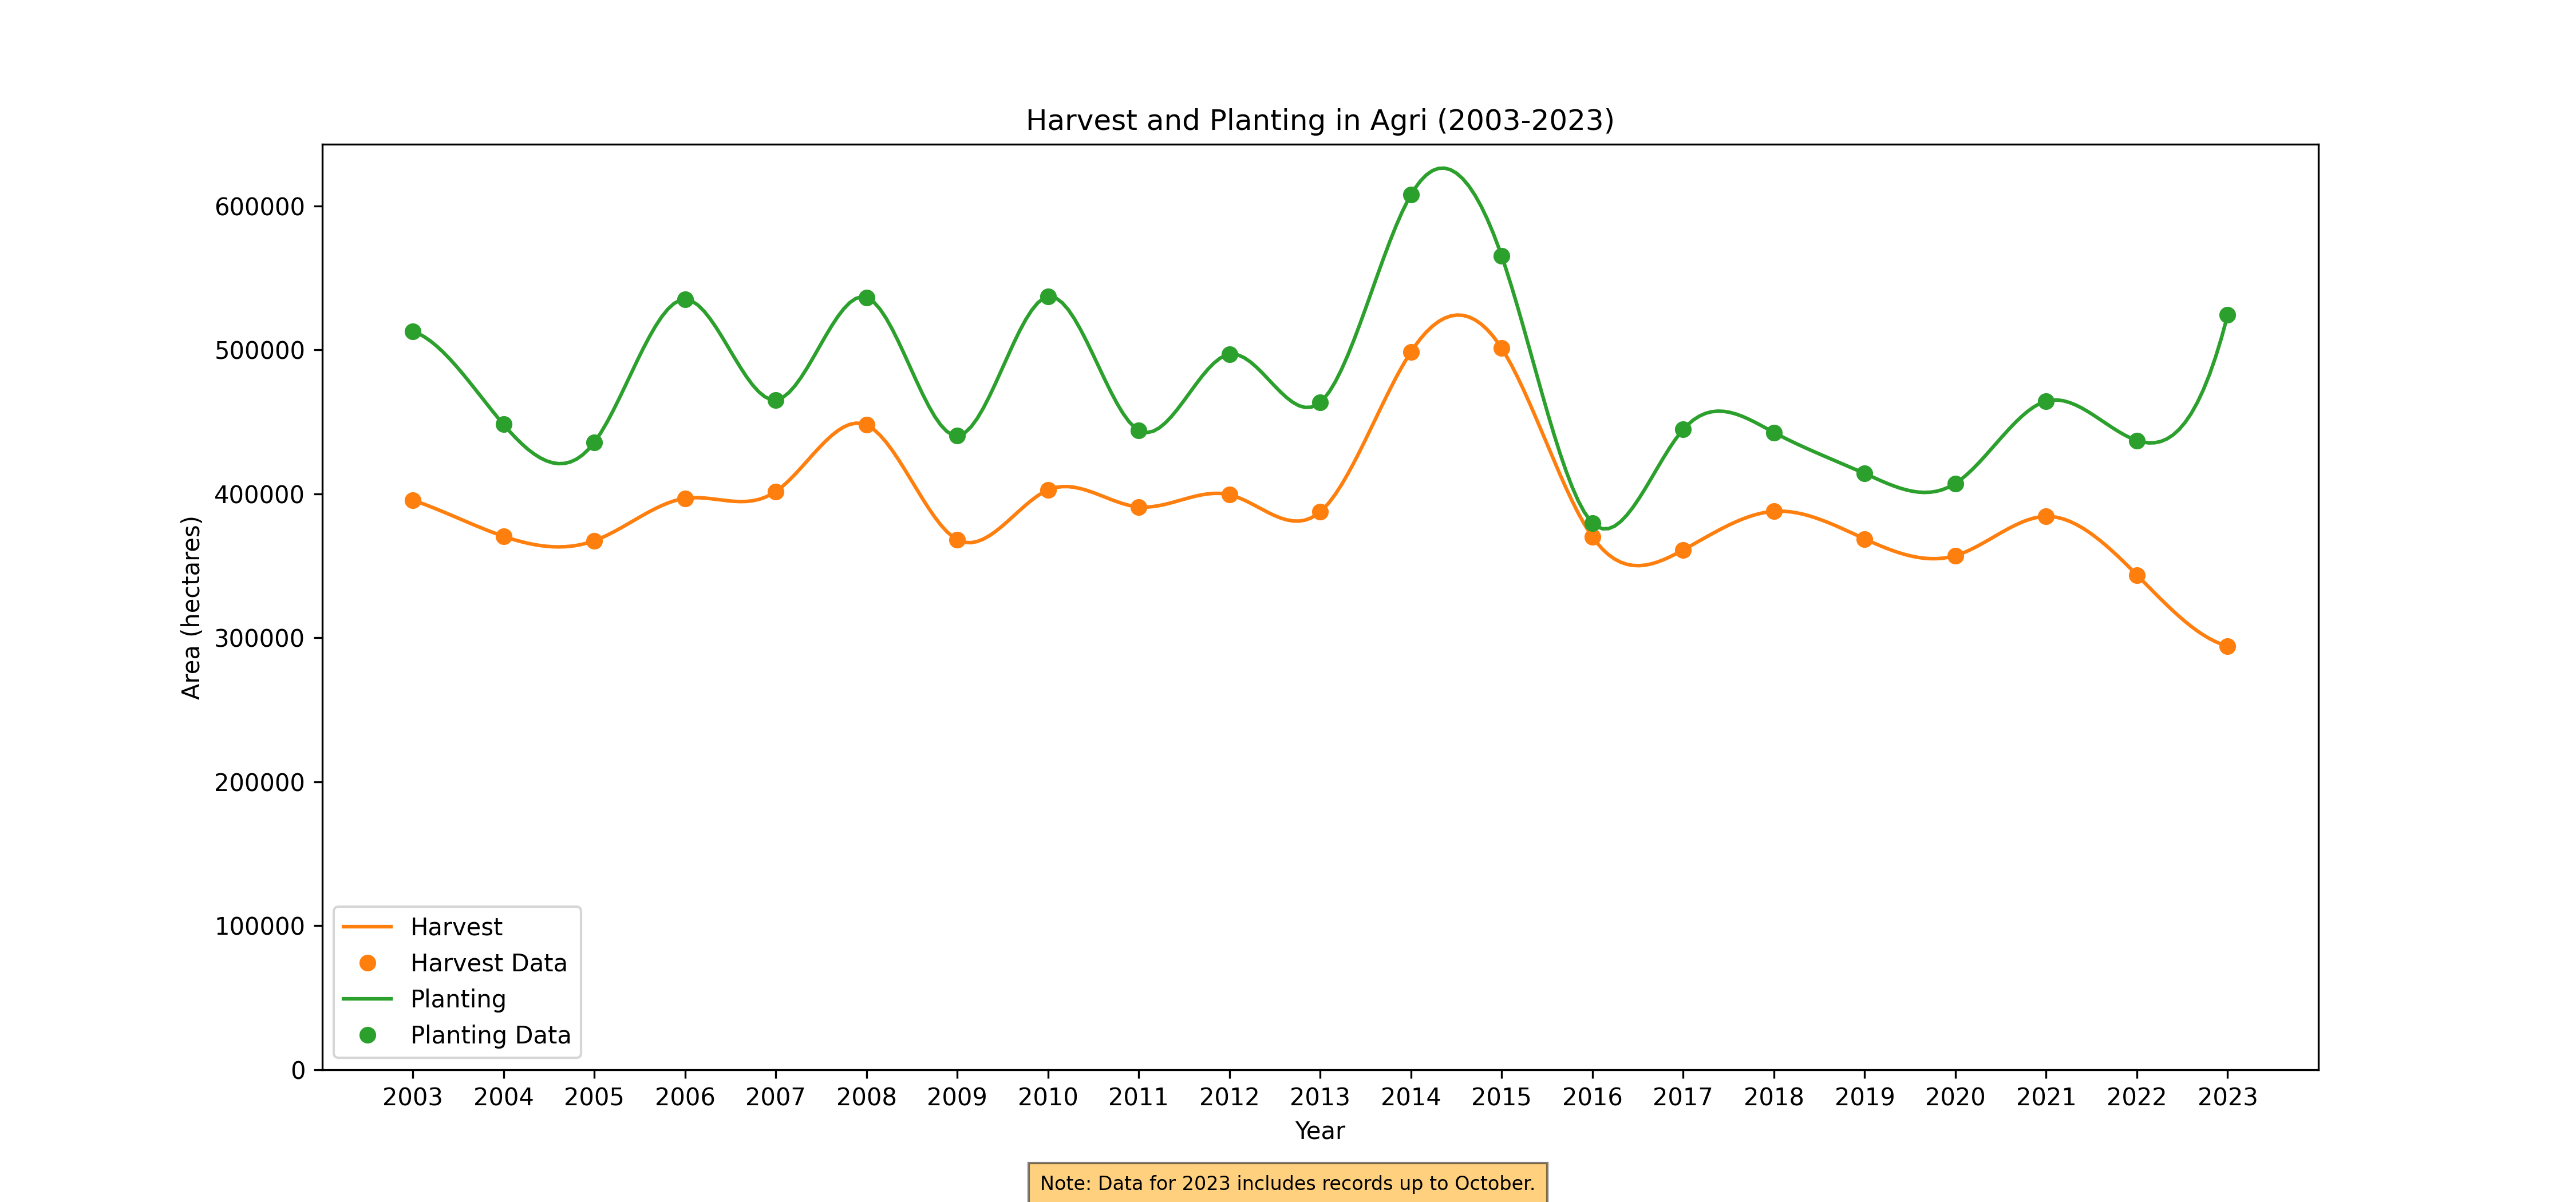 Harvest and Planting in Agri (2003-2023)
Area (hectares)
600000
500000
400000
300000
200000
100000
0
Harvest
Harvest Data
Planting
Planting Data
2003 2004 2005 2006 2007 2008 2009 2010 2011 2012 2013 2014 2015 2016 2017 2018 2019 2020 2021 2022 2023
Year
Note: Data for 2023 includes records up to October.